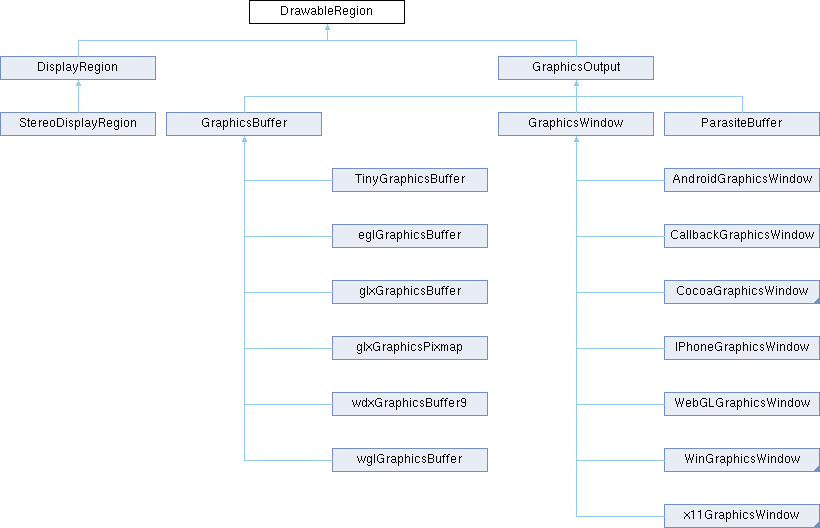 DrawableRegion
DisplayRegion
GraphicsOutput
StereoDisplayRegion
GraphicsBuffer
GraphicsWindow
ParasiteBuffer
TinyGraphicsBuffer
AndroidGraphicsWindow
eglGraphicsBuffer
CallbackGraphicsWindow
glxGraphicsBuffer
CocoaGraphicsWindow
glxGraphicsPixmap
IPhoneGraphicsWindow
wdxGraphicsBuffer9
WebGLGraphicsWindow
wglGraphicsBuffer
WinGraphicsWindow
x11GraphicsWindow